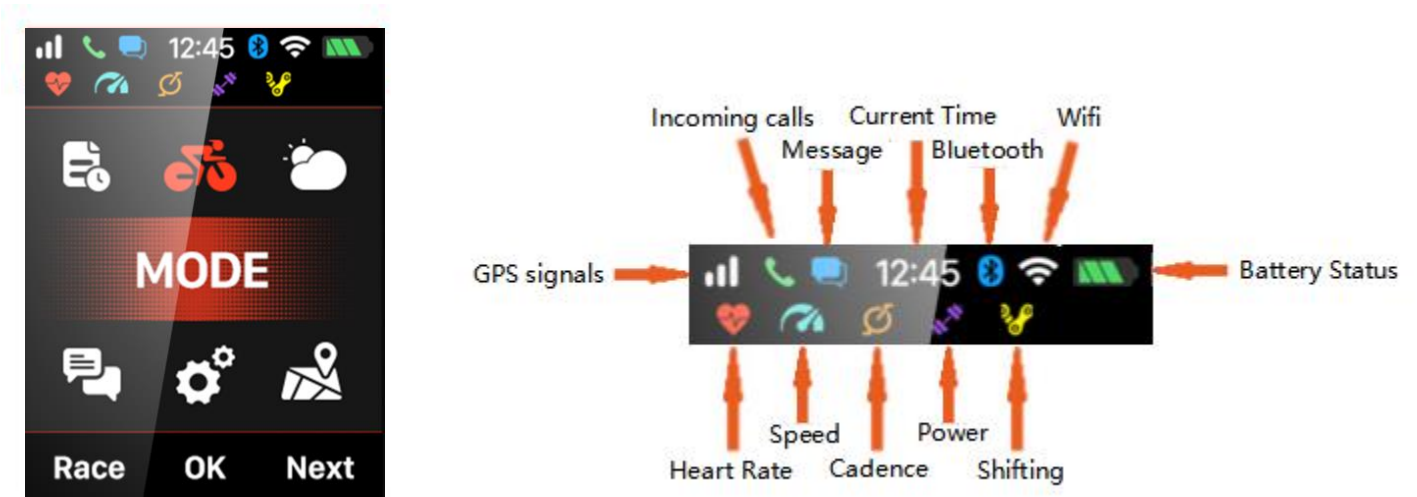 12:45
MODE
Race OK Next
Incoming calls Current Time Wifi
Message Bluetooth
GPS signals 12:45 Battery Status
Speed Power
Heart Rate Cadence Shifting